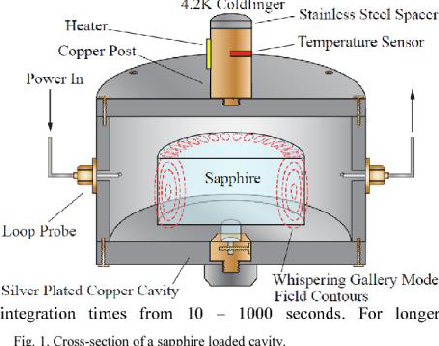 4.2K Coldfinger
Stainless Steel Spacer
Heater
Temperature Sensor
Copper Post
Power In
Sapphire
Loop Probe
Whispering Gallery Mode
Field Contours
Silver Plated Copper Cavity
integration times from 10 – 1000 seconds. For longer
Fig. 1. Cross-section of a sapphire loaded cavity.